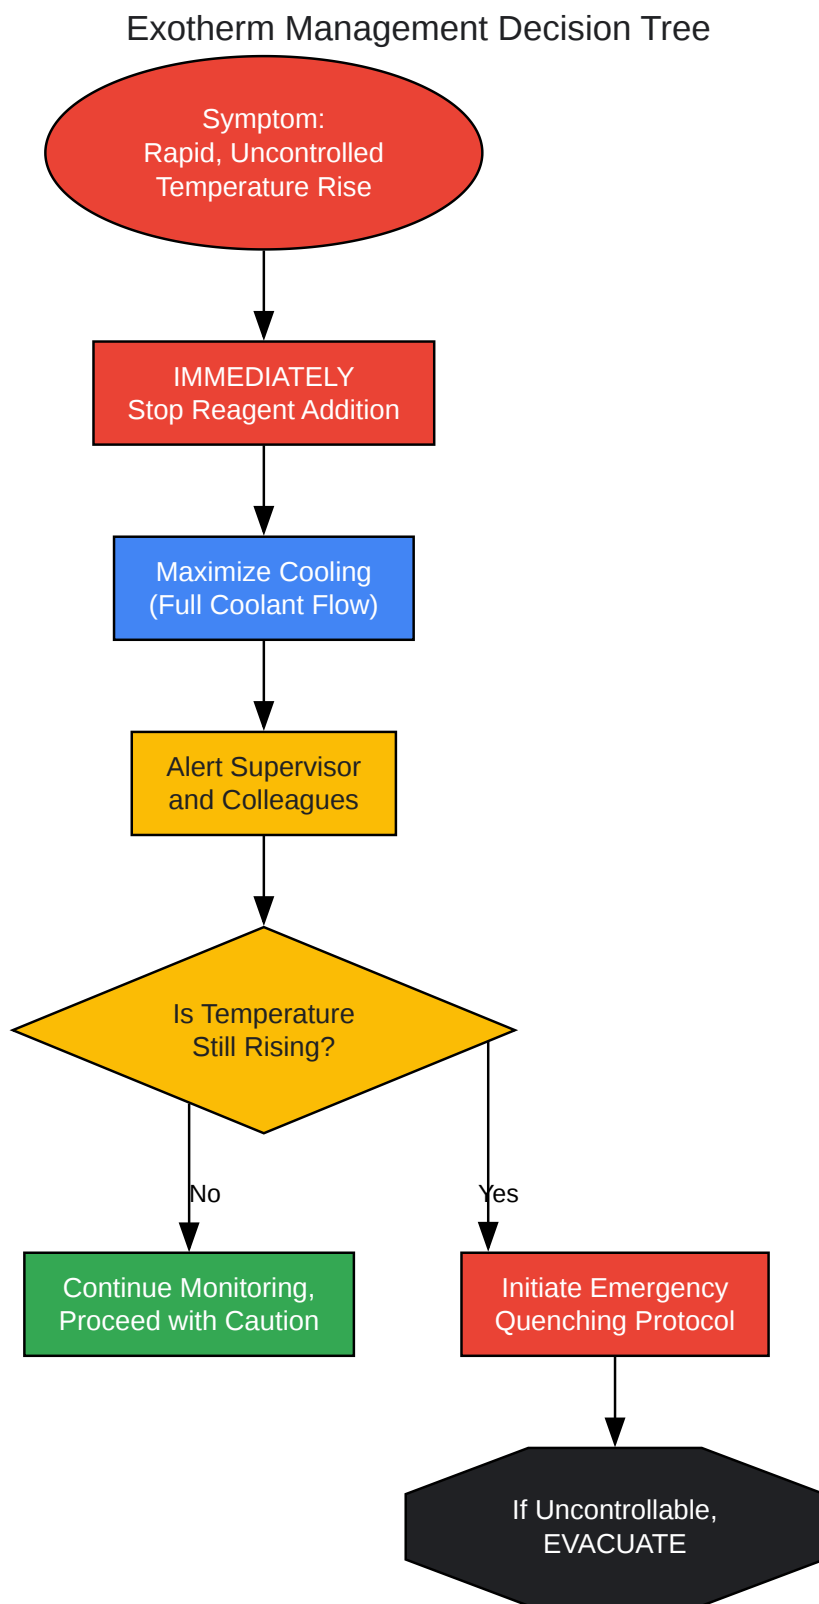 Exotherm Management Decision Tree
Symptom:
Rapid, Uncontrolled
Temperature Rise
IMMEDIATELY
Stop Reagent Addition
Maximize Cooling
(Full Coolant Flow)
Alert Supervisor
and Colleagues
Is Temperature
Still Rising?
No
Yes
Continue Monitoring,
Proceed with Caution
Initiate Emergency
Quenching Protocol
If Uncontrollable,
EVACUATE